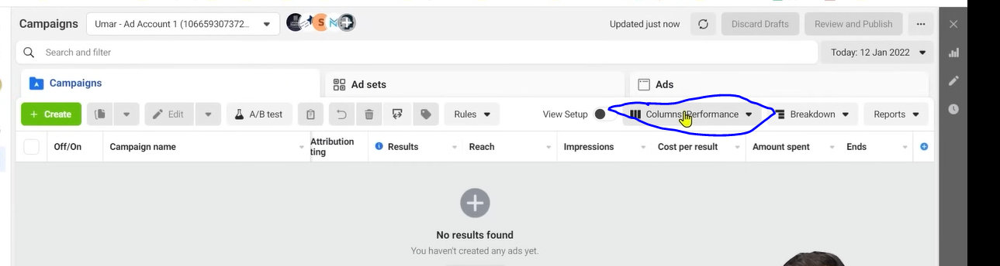 Campaigns
Umar - Ad Account 1 (106659307372...
S
Updated just now
Discard Drafts
Review and Publish
Search and filter
Today: 12 Jan 2022
Campaigns
Ad sets
Ads
+ Create
Edit
A/B test
Rules
View Setup
Columns: Performance
Breakdown
Reports
Off/On
Campaign name
Attribution
ting
Results
Reach
Impressions
Cost per result
Amount spent
Ends
No results found
You haven't created any ads yet.